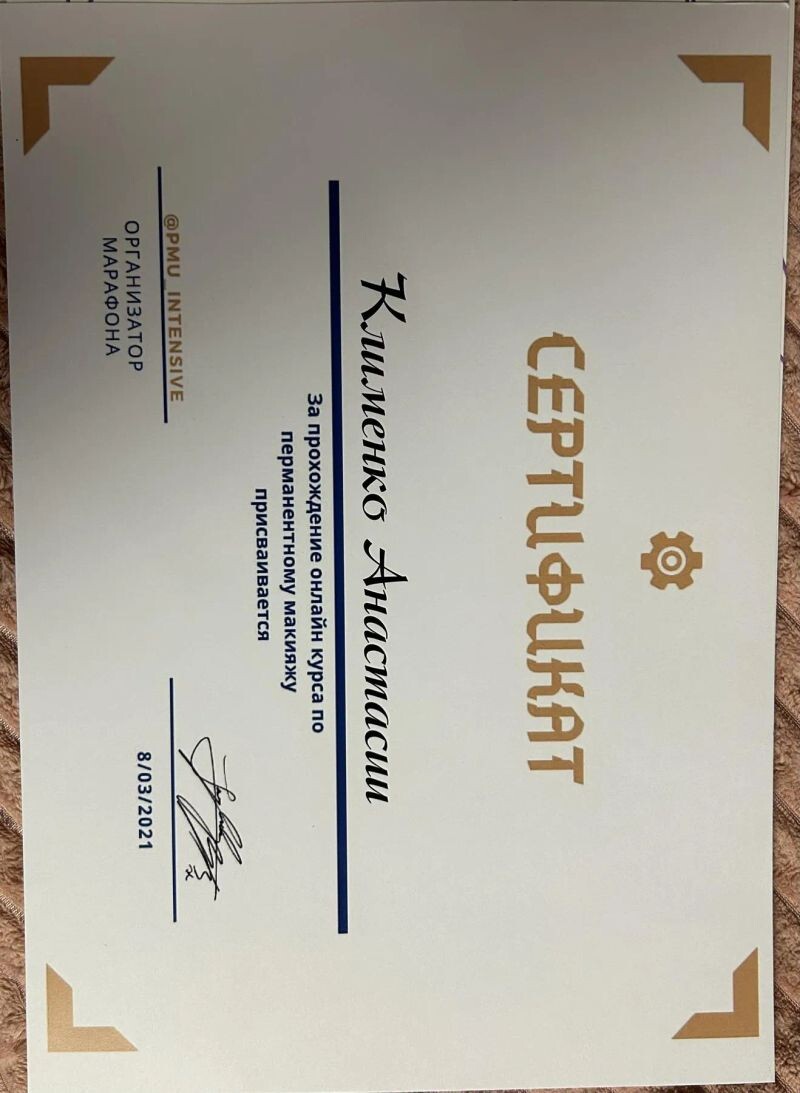 СЕРТИФИКАТ
Клименко Анастасии
За прохождение онлайн курса по
перманентному макияжу
присваивается
@PMU_INTENSIVE
ОРГАНИЗАТОР
МАРАФОНА
8/03/2021